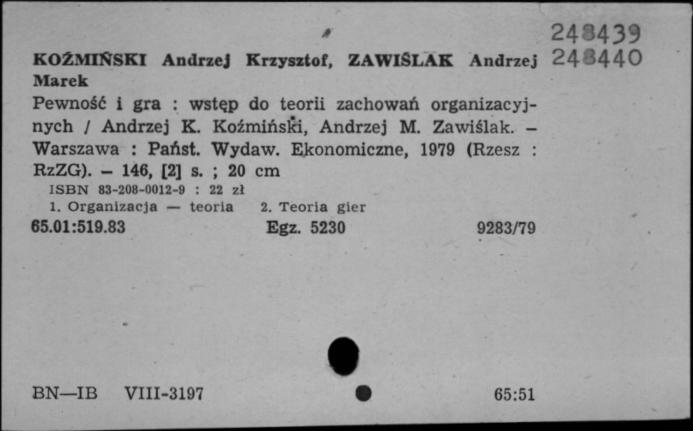 248439
KOŹMIŃSKI Andrzej Krzysztof, ZAWIŚLAK Andrzej 248440
Marek
Pewność i gra : wstęp do teorii zachowań organizacyj-
nych / Andrzej K. Koźmiński, Andrzej M. Zawiślak. —
Warszawa : Państ. Wydaw. Ekonomiczne, 1979 (Rzesz :
RzZG). — 146, [2] s. ; 20 cm
ISBN 83-208-0012-9 : 22 zł
1. Organizacja — teoria 2. Teoria gier
65.01:519.83 Egz. 5230 9283/79
BN—IB VIII-3197 65:51